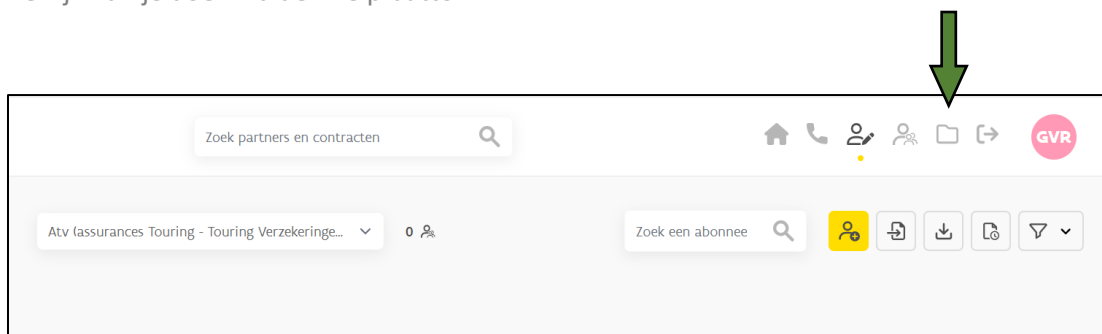 Zoek partners en contracten
GVR
Atv (assurances Touring - Touring Verzekeringe...
0
Zoek een abonnee